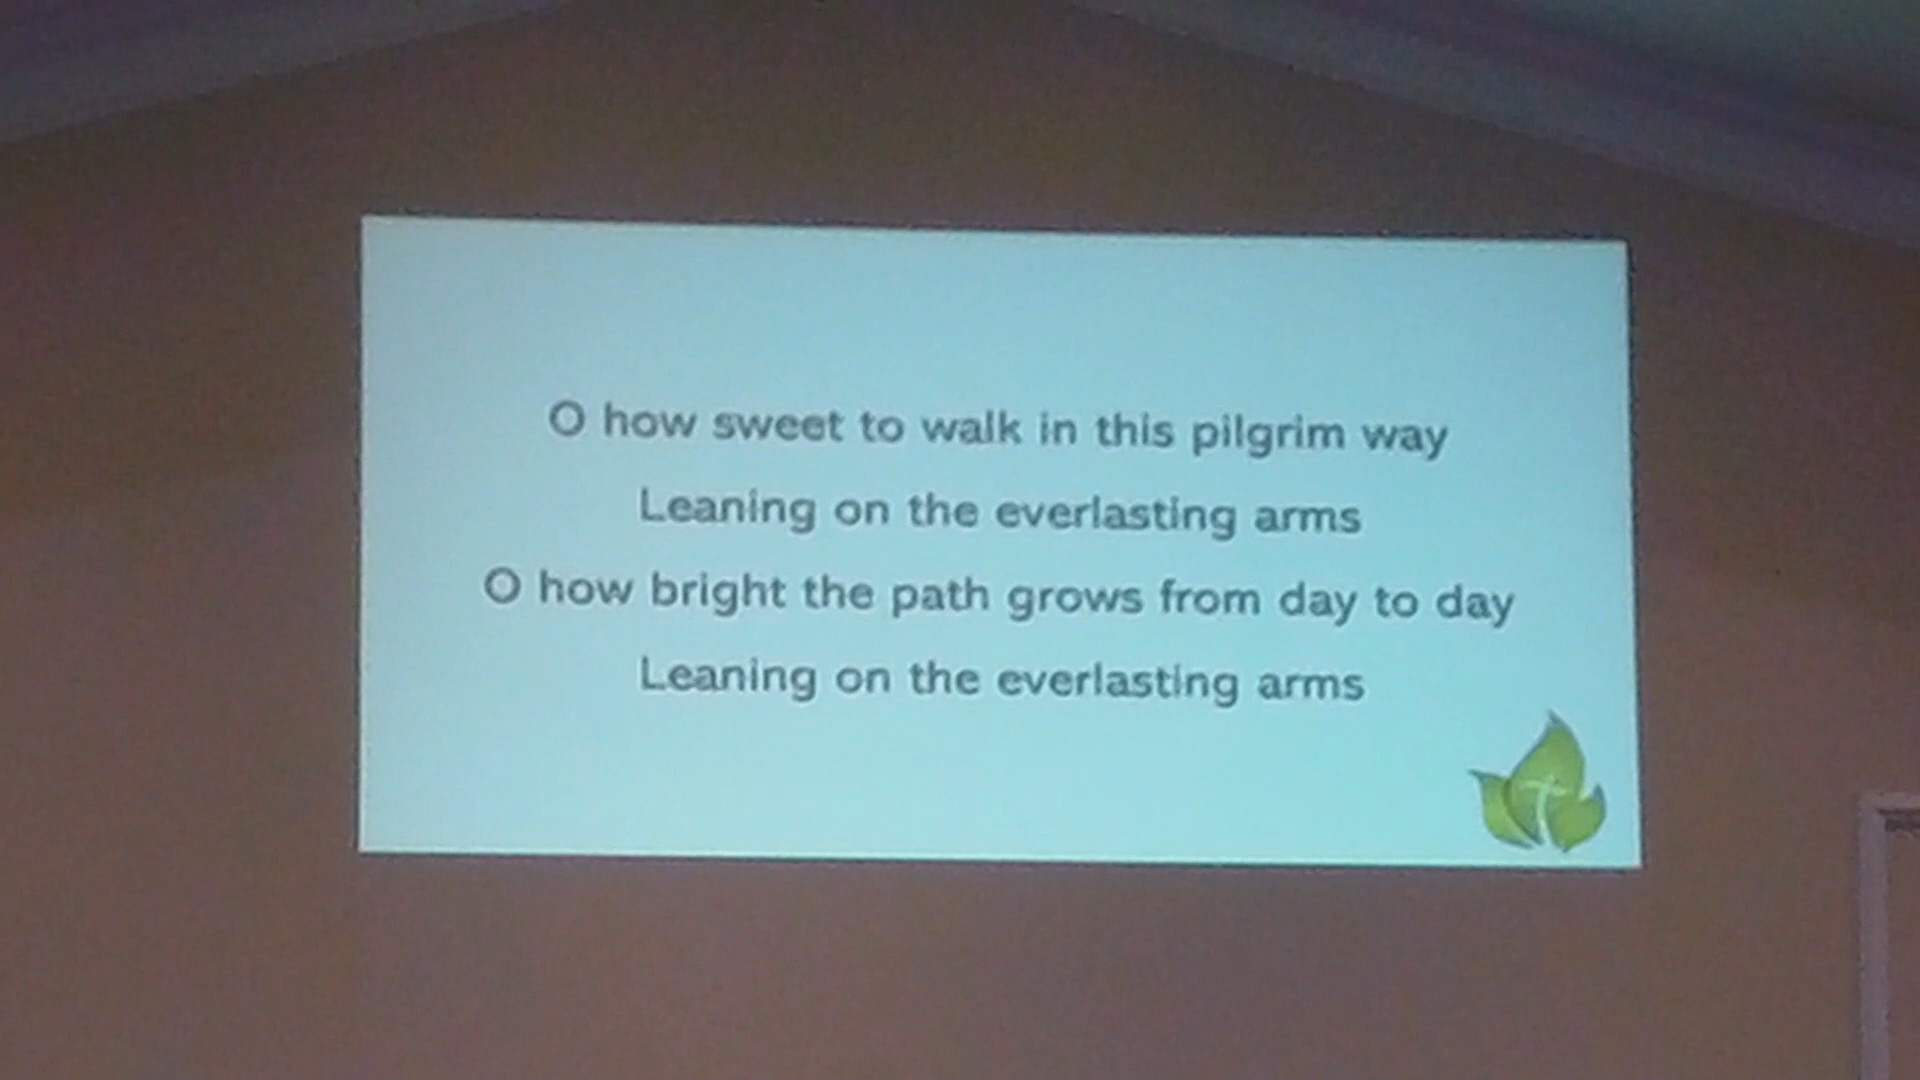 O how sweet to walk in this pilgrim way
Leaning on the everlasting arms
O how bright the path grows from day to day
Leaning on the everlasting arms